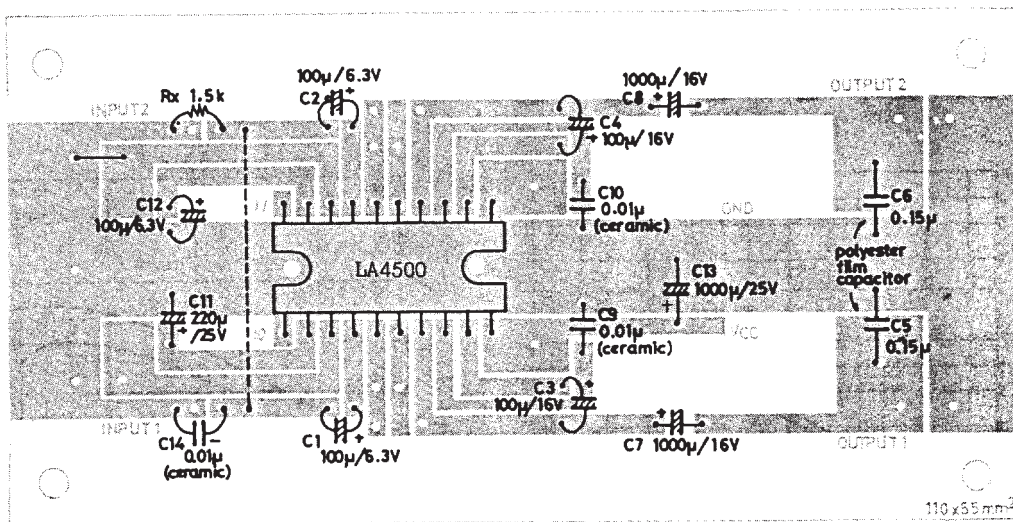 100μ/6.3V
1000μ/16V
INPUT2
Rx 1.5k
C2
C8
OUTPUT2
C4
100μ/16V
C12
100μ/6.3V
C10
0.01μ
(ceramic)
GND
C6
0.15μ
LA4500
polyester
film
capacitor
C13
1000μ/25V
C11
220μ
/25V
C9
0.01μ
(ceramic)
VCC
C5
0.15μ
C3
100μ/16V
INPUT1
C14
0.01μ
(ceramic)
C1
100μ/6.3V
C7 1000μ/16V
OUTPUT1
110x65mm²